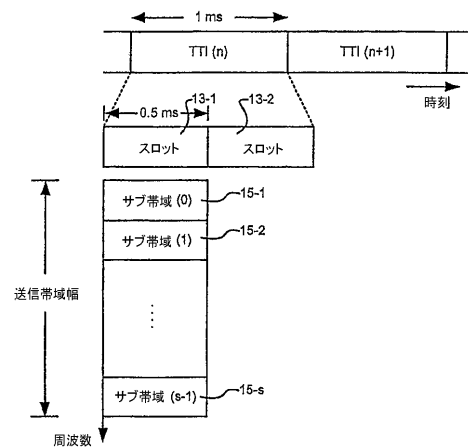 1 ms
TTI (n)
TTI (n+1)
時刻
13-1
13-2
0.5 ms
スロット
スロット
サブ帯域 (0)
15-1
サブ帯域 (1)
15-2
送信帯域幅
サブ帯域 (s-1)
15-s
周波数